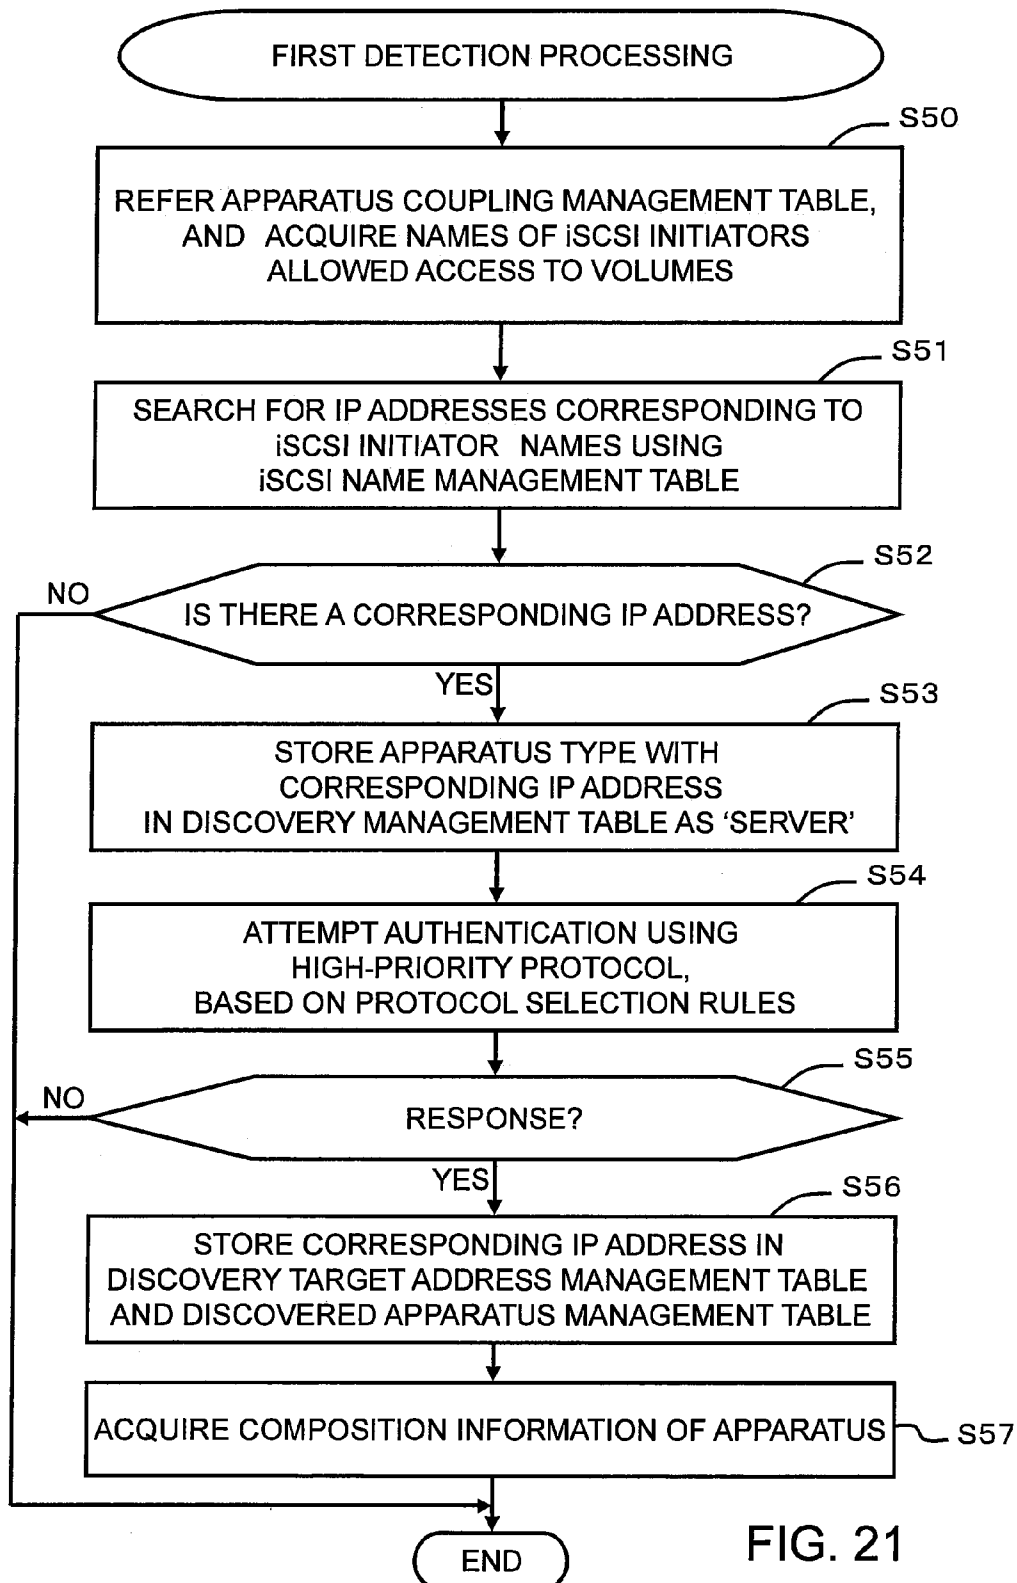 FIRST DETECTION PROCESSING
S50
REFER APPARATUS COUPLING MANAGEMENT TABLE,
AND ACQUIRE NAMES OF iSCSI INITIATORS
ALLOWED ACCESS TO VOLUMES
S51
SEARCH FOR IP ADDRESSES CORRESPONDING TO
iSCSI INITIATOR NAMES USING
iSCSI NAME MANAGEMENT TABLE
S52
NO
IS THERE A CORRESPONDING IP ADDRESS?
YES
S53
STORE APPARATUS TYPE WITH
CORRESPONDING IP ADDRESS
IN DISCOVERY MANAGEMENT TABLE AS ‘SERVER’
S54
ATTEMPT AUTHENTICATION USING
HIGH-PRIORITY PROTOCOL,
BASED ON PROTOCOL SELECTION RULES
S55
NO
RESPONSE?
YES
S56
STORE CORRESPONDING IP ADDRESS IN
DISCOVERY TARGET ADDRESS MANAGEMENT TABLE
AND DISCOVERED APPARATUS MANAGEMENT TABLE
ACQUIRE COMPOSITION INFORMATION OF APPARATUS
S57
END
FIG. 21